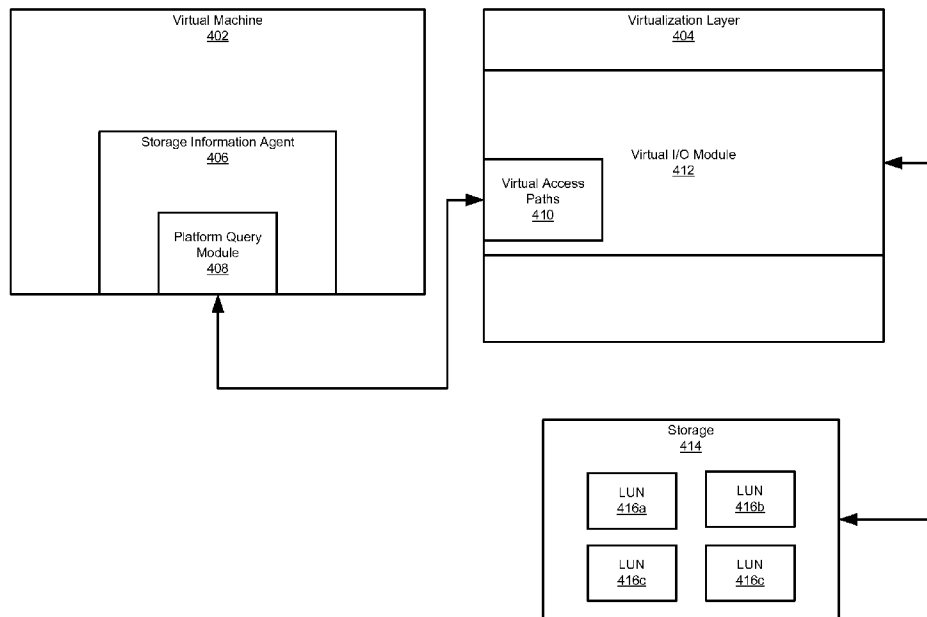 Virtual Machine
402
Storage Information Agent
406
Platform Query
Module
408
Virtualization Layer
404
Virtual I/O Module
412
Virtual Access
Paths
410
Storage
414
LUN
416a
LUN
416b
LUN
416c
LUN
416c